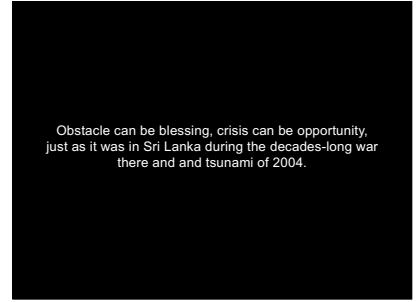 Obstacle can be blessing, crisis can be opportunity,
just as it was in Sri Lanka during the decades-long war
there and and tsunami of 2004.